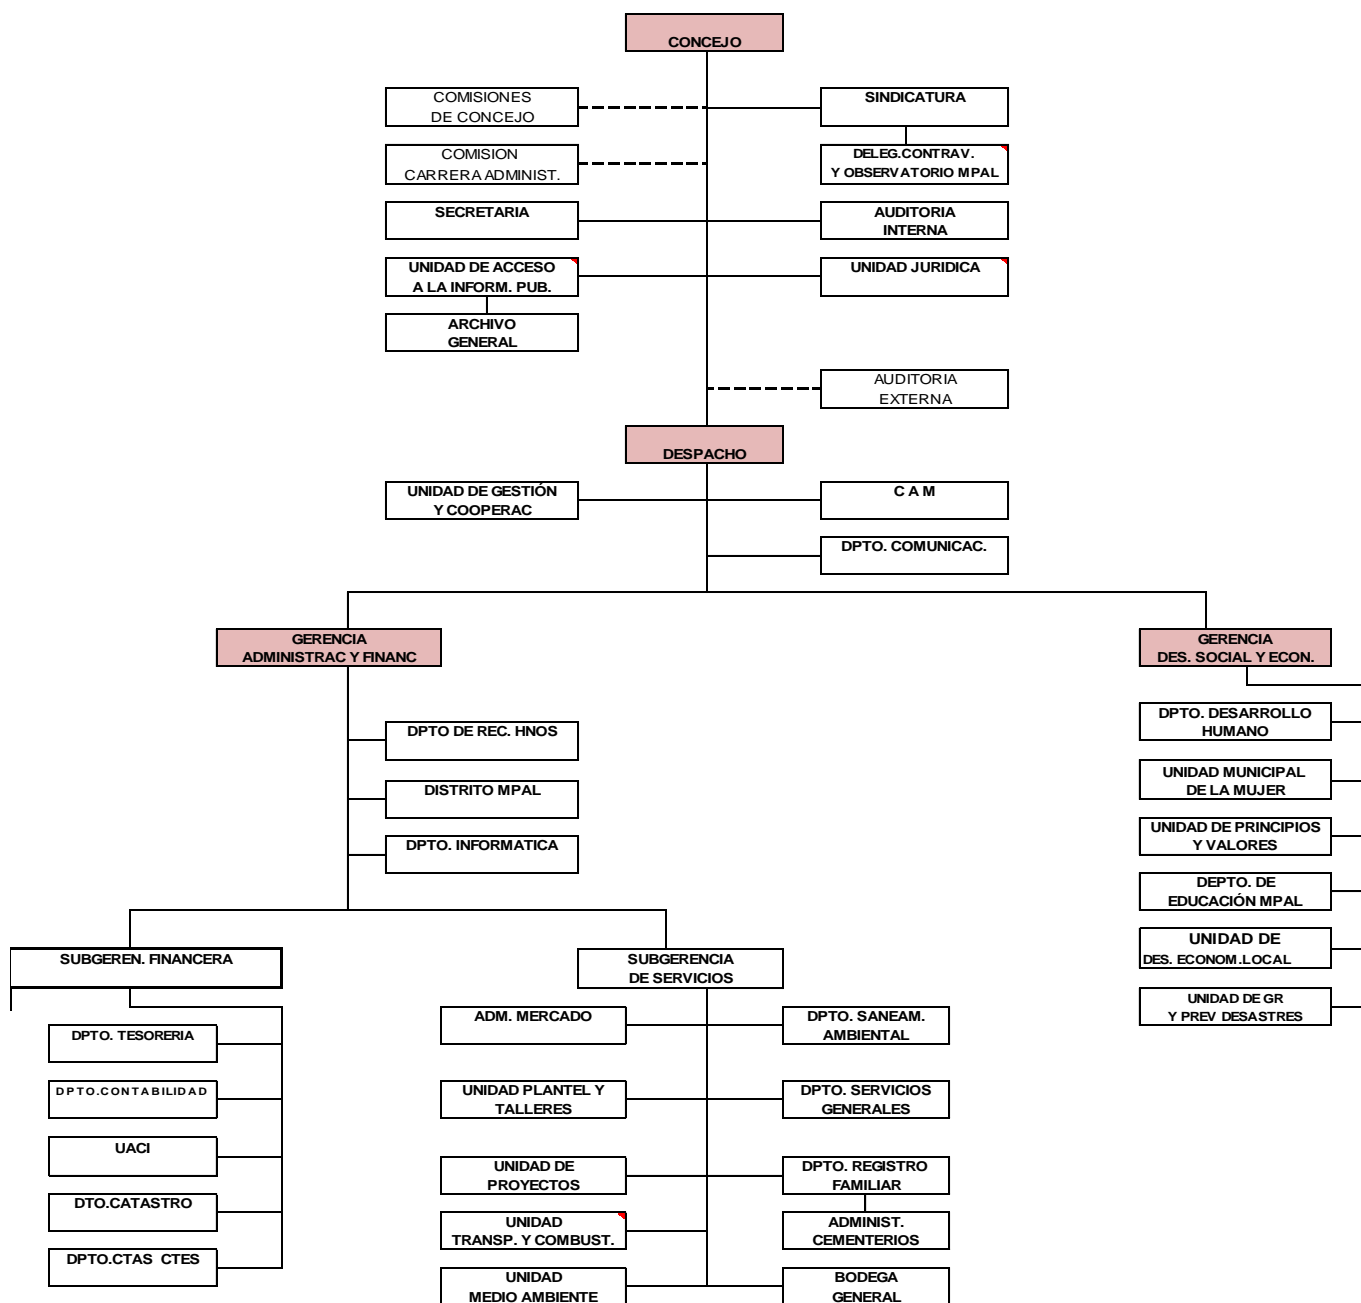 CONCEJO
COMISIONES
DE CONCEJO
SINDICATURA
COMISION
CARRERA ADMINIST.
DELEG.CONTRAV.
Y OBSERVATORIO MPAL
SECRETARIA
AUDITORIA
INTERNA
UNIDAD DE ACCESO
A LA INFORM. PUB.
UNIDAD JURIDICA
ARCHIVO
GENERAL
AUDITORIA
EXTERNA
DESPACHO
UNIDAD DE GESTIÓN
Y COOPERAC
C A M
DPTO. COMUNICAC.
GERENCIA
ADMINISTRAC Y FINANC
GERENCIA
DES. SOCIAL Y ECON.
DPTO DE REC. HNOS
DISTRITO MPAL
DPTO. INFORMATICA
DPTO. DESARROLLO
HUMANO
UNIDAD MUNICIPAL
DE LA MUJER
UNIDAD DE PRINCIPIOS
Y VALORES
DEPTO. DE
EDUCACIÓN MPAL
UNIDAD DE
DES. ECONOM.LOCAL
UNIDAD DE GR
Y PREV DESASTRES
SUBGEREN. FINANCERA
SUBGERENCIA
DE SERVICIOS
DPTO. TESORERIA
DPTO.CONTABILIDAD
UACI
DTO.CATASTRO
DPTO.CTAS CTES
ADM. MERCADO
DPTO. SANEAM.
AMBIENTAL
UNIDAD PLANTEL Y
TALLERES
DPTO. SERVICIOS
GENERALES
UNIDAD DE
PROYECTOS
DPTO. REGISTRO
FAMILIAR
UNIDAD
TRANSP. Y COMBUST.
ADMINIST.
CEMENTERIOS
UNIDAD
MEDIO AMBIENTE
BODEGA
GENERAL